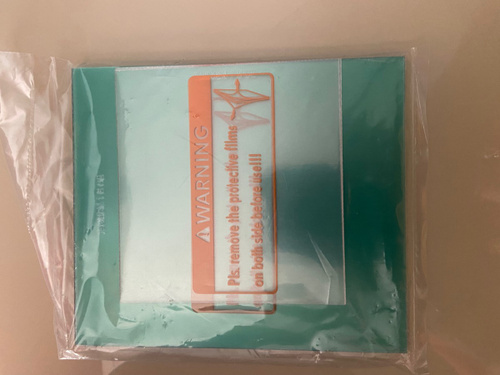 WARNING
Pls. remove the protective films
on both side before use!!!